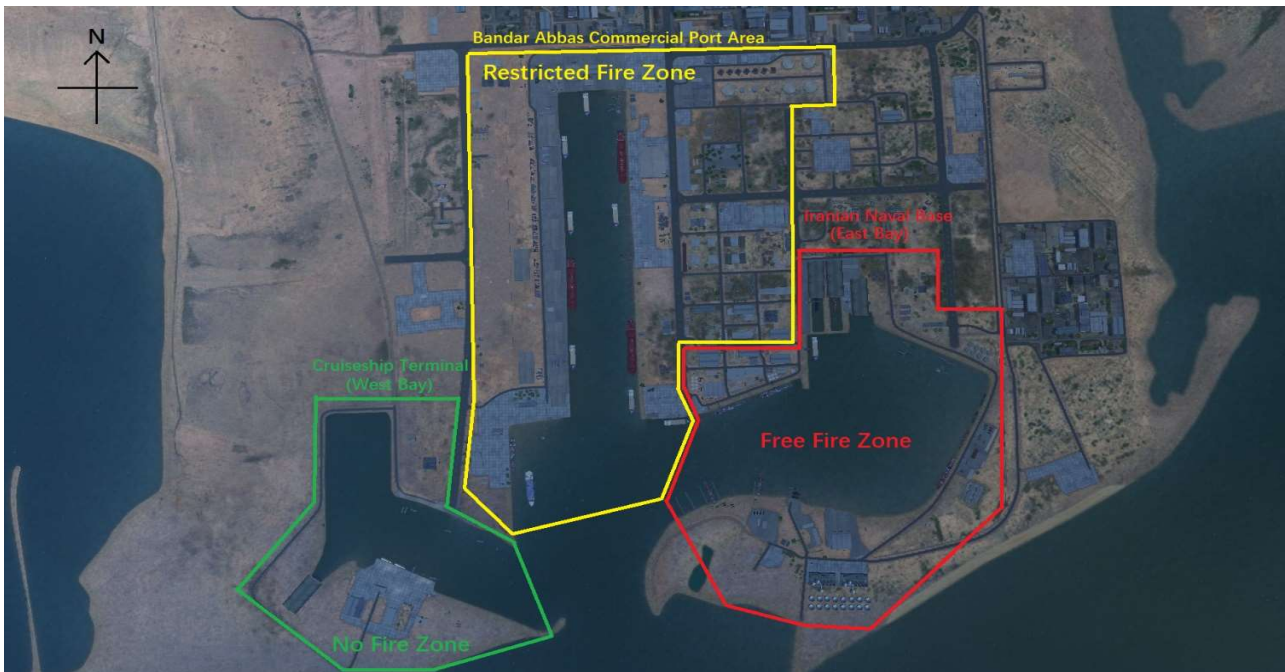 N
Bandar Abbas Commercial Port Area
Restricted Fire Zone
Iranian Naval Base
(East Bay)
Cruiseship Terminal
(West Bay)
Free Fire Zone
No Fire Zone